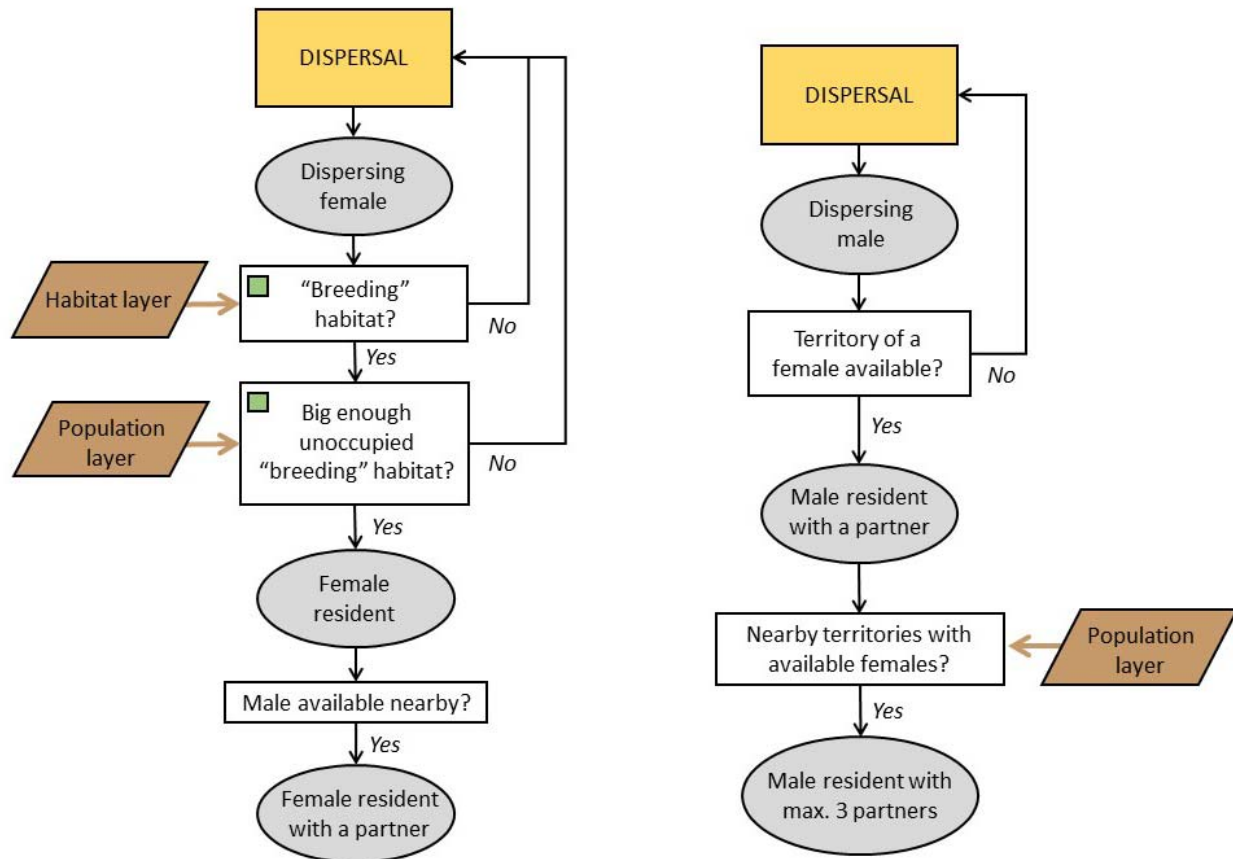 DISPERSAL
Dispersing
female
Habitat layer
“Breeding”
habitat?
No
Yes
Population
layer
Big enough
unoccupied
“breeding” habitat?
No
Yes
Female
resident
Male available nearby?
Yes
Female resident
with a partner
DISPERSAL
Dispersing
male
Territory of a
female available?
No
Yes
Male resident
with a partner
Nearby territories with
available females?
Population
layer
Yes
Male resident with
max. 3 partners